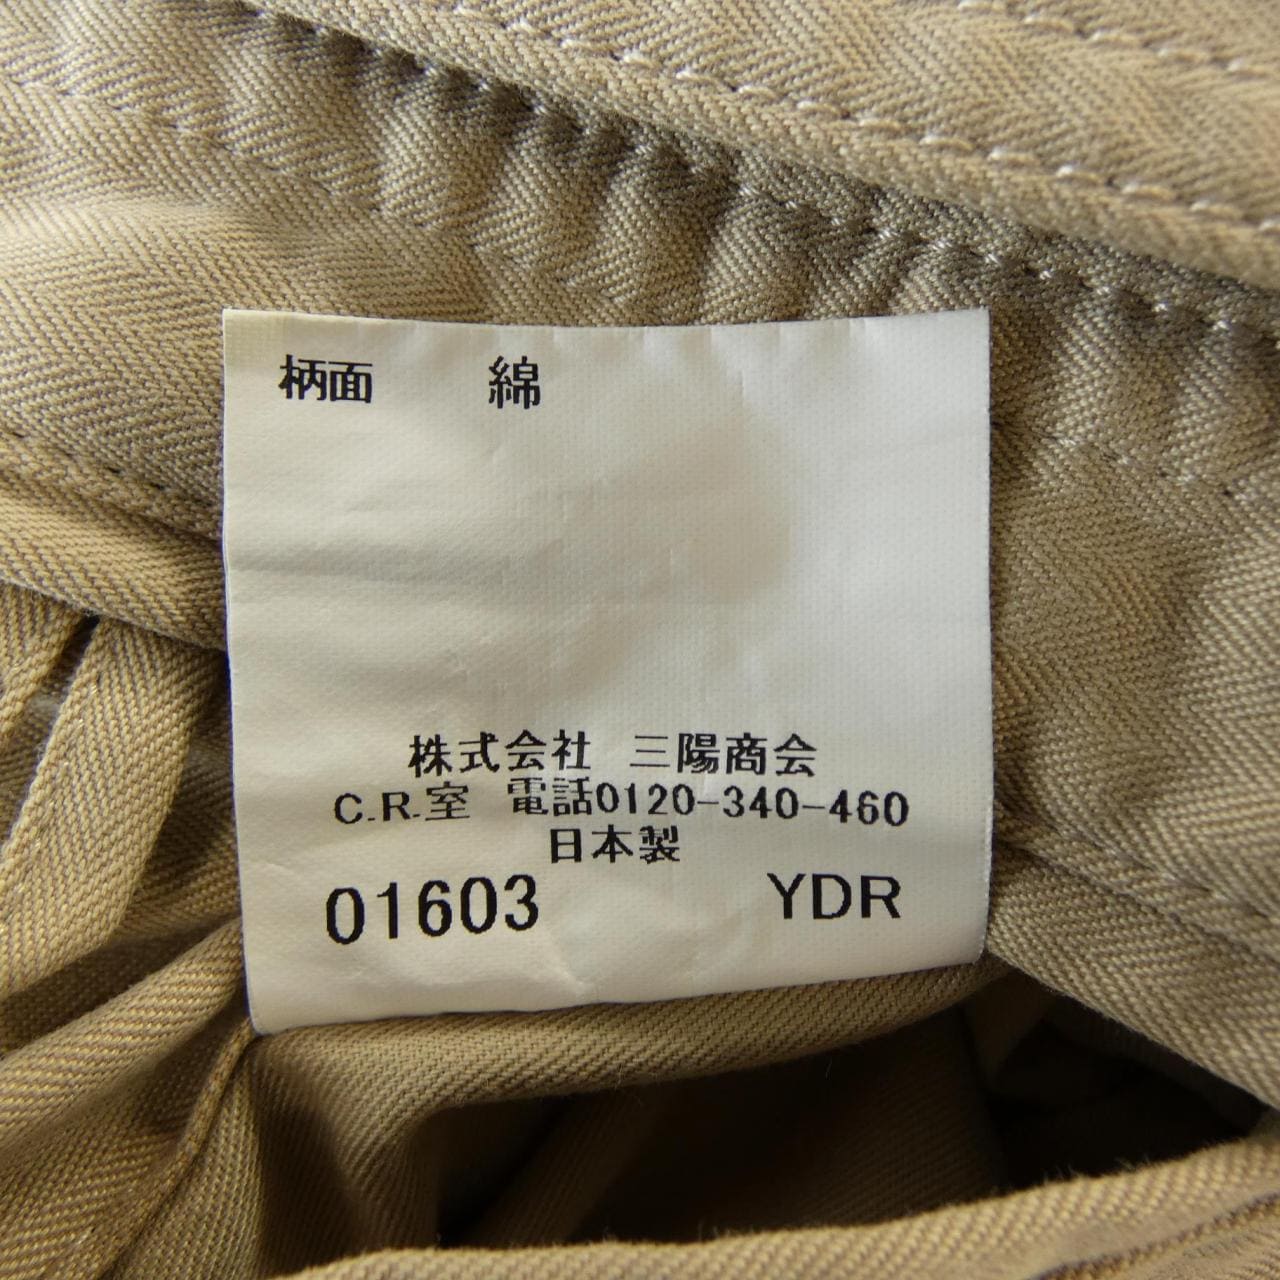 柄面 綿
株式会社 三陽商会
C.R.室 電話0120-340-460
日本製
01603 YDR